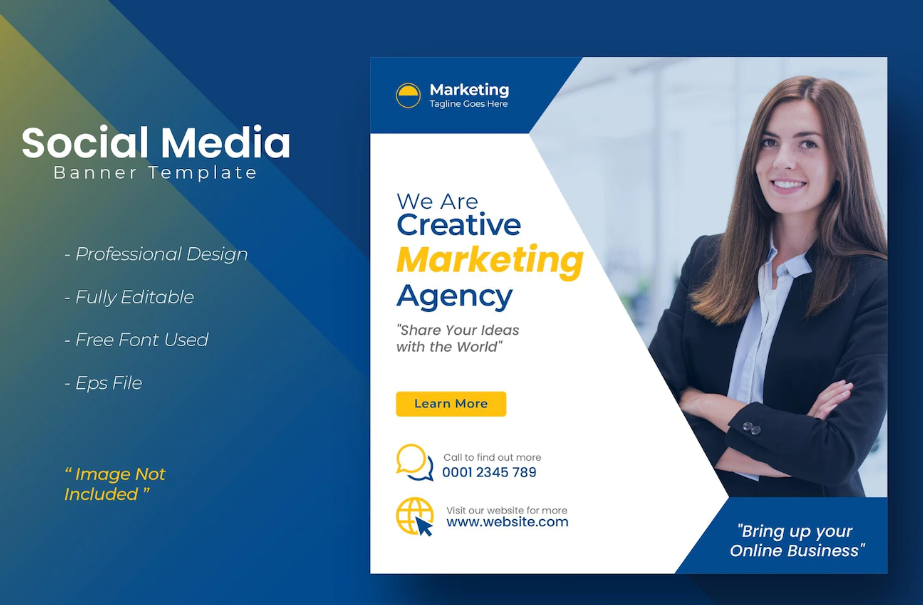 Social Media
Banner Template
- Professional Design
- Fully Editable
- Free Font Used
- Eps File
“ Image Not
Included ”
Marketing
Tagline Goes Here
We Are
Creative
Marketing
Agency
"Share Your Ideas
with the World"
Learn More
Call to find out more
0001 2345 789
Visit our website for more
www.website.com
"Bring up your
Online Business"